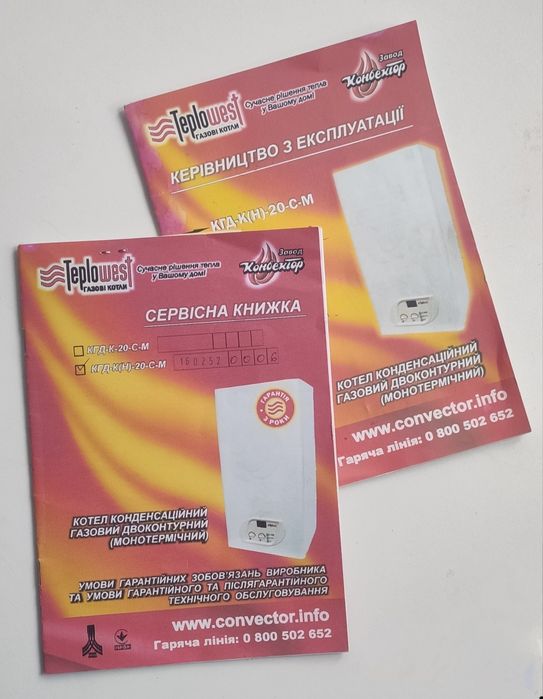 Teplowest
ГАЗОВІ КОТЛИ
Сучасне рішення тепла
у Вашому домі
Завод
Конвектор
КЕРІВНИЦТВО З ЕКСПЛУАТАЦІЇ
КГД-К(Н)-20-С-М
КОТЕЛ КОНДЕНСАЦІЙНИЙ
ГАЗОВИЙ ДВОКОНТУРНИЙ
(МОНОТЕРМІЧНИЙ)
www.convector.info
Гаряча лінія: 0 800 502 652
Teplowest
ГАЗОВІ КОТЛИ
Сучасне рішення тепла
у Вашому домі
Завод
Конвектор
СЕРВІСНА КНИЖКА
КГД-К-20-С-М
КГД-К(Н)-20-С-М 160252 0006
ГАРАНТІЯ
3 РОКИ
КОТЕЛ КОНДЕНСАЦІЙНИЙ
ГАЗОВИЙ ДВОКОНТУРНИЙ
(МОНОТЕРМІЧНИЙ)
УМОВИ ГАРАНТІЙНИХ ЗОБОВ'ЯЗАНЬ ВИРОБНИКА
ТА УМОВИ ГАРАНТІЙНОГО ТА ПІСЛЯГАРАНТІЙНОГО
ТЕХНІЧНОГО ОБСЛУГОВУВАННЯ
www.convector.info
Гаряча лінія: 0 800 502 652